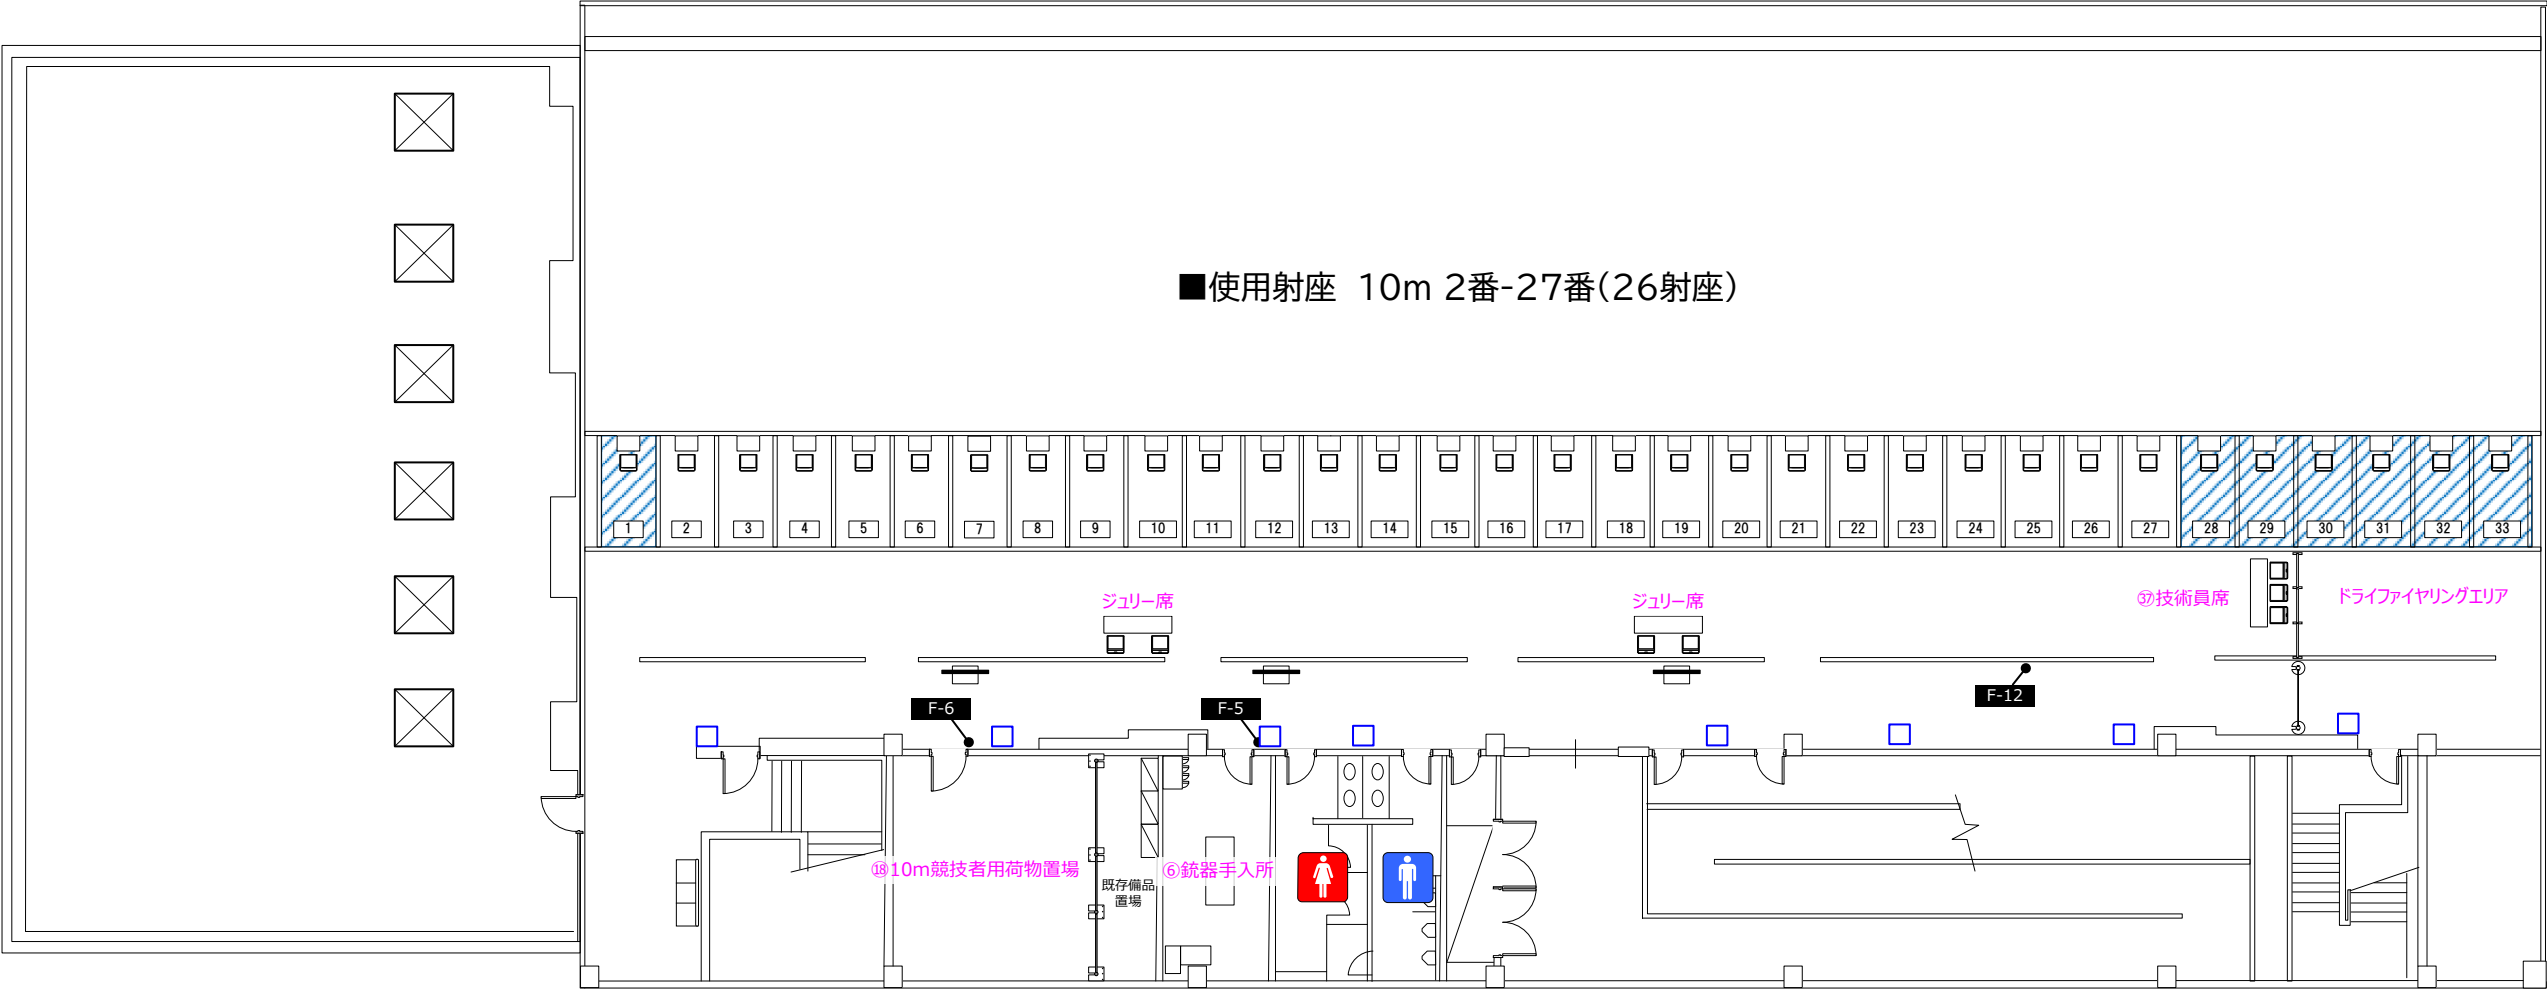 ■使用射座 10m 2番-27番(26射座)
1 2 3 4 5 6 7 8 9 10 11 12 13 14 15 16 17 18 19 20 21 22 23 24 25 26 27 28 29 30 31 32 33
ジュリー席
ジュリー席
㊲技術員席
ドライファイヤリングエリア
F-6
F-5
F-12
⑱10m競技者用荷物置場
既存備品
置場
⑥銃器手入所